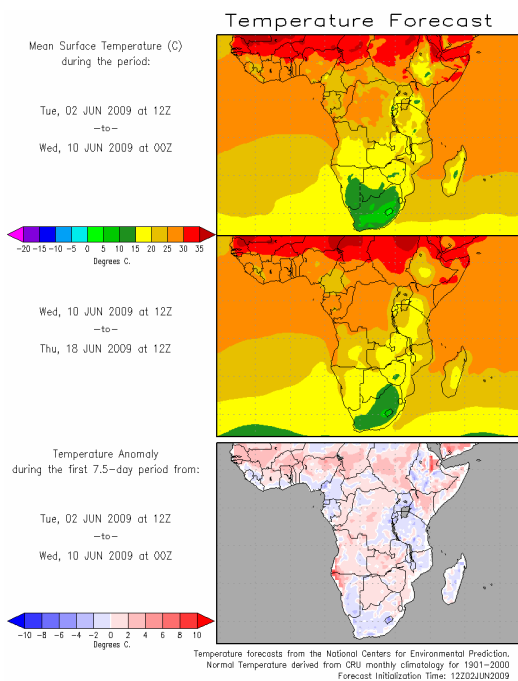 Temperature Forecast
Mean Surface Temperature (C)
during the period:
Tue, 02 JUN 2009 at 12Z
-to-
Wed, 10 JUN 2009 at 00Z
-20 -15 -10 -5 0 5 10 15 20 25 30 35
Degrees C.
Wed, 10 JUN 2009 at 12Z
-to-
Thu, 18 JUN 2009 at 12Z
Temperature Anomaly
during the first 7.5-day period from:
Tue, 02 JUN 2009 at 12Z
-to-
Wed, 10 JUN 2009 at 00Z
-10 -8 -6 -4 -2 0 2 4 6 8 10
Degrees C.
Temperature forecasts from the National Centers for Environmental Prediction.
Normal Temperature derived from CRU monthly climatology for 1901-2000
Forecast Initialization Time: 12Z02JUN2009